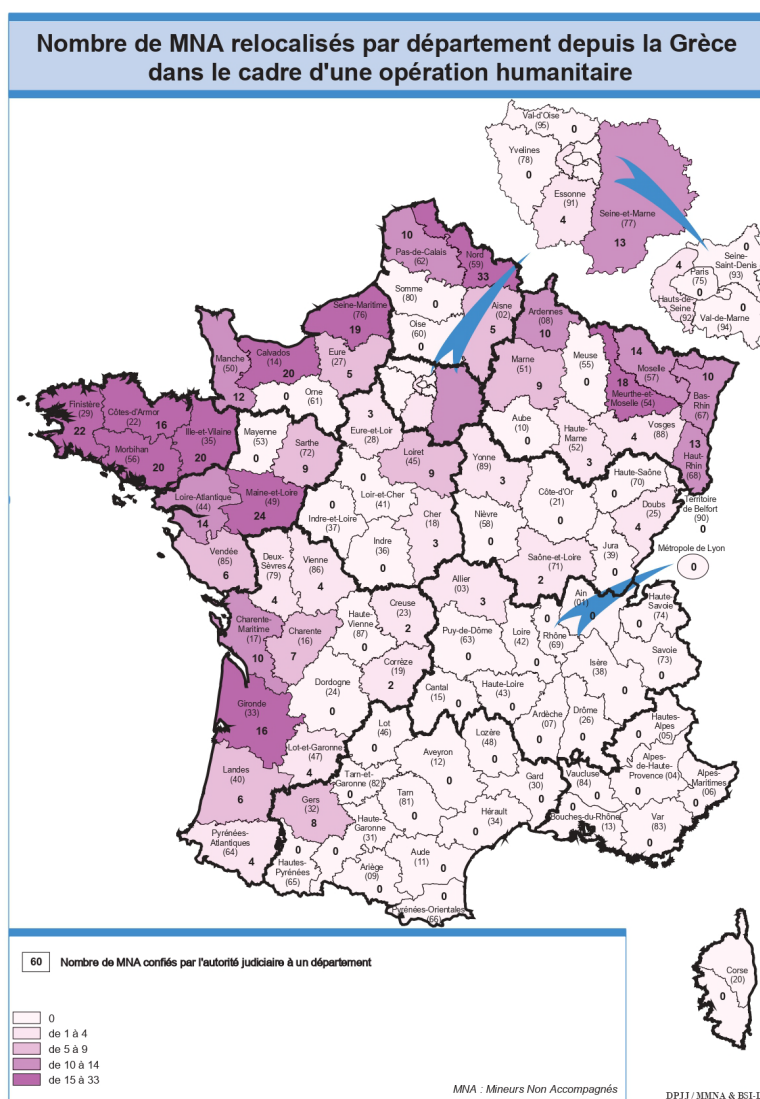 Nombre de MNA relocalisés par département depuis la Grèce
dans le cadre d'une opération humanitaire
Val-d'Oise
(95)
0
Yvelines
(78)
0
Essonne
(91)
4
Seine-et-Marne
(77)
13
0
Seine-
Saint-Denis
(93)
4
Paris
(75)
0
Hauts-de-
Seine
(92)
0
Val-de-Marne
(94)
10
Pas-de-Calais
(62)
Nord
(59)
33
Somme
(80)
0
Aisne
(02)
5
Oise
(60)
0
Seine-Maritime
(76)
19
Eure
(27)
5
Calvados
(14)
20
Manche
(50)
12
Orne
(61)
0
Ardennes
(08)
10
Marne
(51)
9
Meuse
(55)
0
14
Moselle
(57)
18
Meurthe-et-
Moselle (54)
10
Bas-
Rhin
(67)
13
Haut-
Rhin
(68)
Vosges
(88)
4
Aube
(10)
0
Haute-
Marne
(52)
3
Finistère
(29)
22
Côtes-d'Armor
(22)
16
Morbihan
(56)
20
Ille-et-Vilaine
(35)
20
Mayenne
(53)
0
Sarthe
(72)
9
3
Eure-et-Loir
(28)
Loiret
(45)
9
Yonne
(89)
3
Loire-Atlantique
(44)
14
Maine-et-Loire
(49)
24
Loir-et-Cher
(41)
0
0
Indre-et-Loire
(37)
Cher
(18)
3
Indre
(36)
0
Nièvre
(58)
0
Côte-d'Or
(21)
0
Haute-Saône
(70)
0
Doubs
(25)
4
Territoire
de Belfort
(90)
0
Jura
(39)
0
Saône-et-Loire
(71)
2
Métropole de Lyon
0
Vendée
(85)
6
Deux-
Sèvres
(79)
4
Vienne
(86)
4
Allier
(03)
3
Creuse
(23)
2
Haute-
Vienne
(87)
0
Charente-
Maritime
(17)
10
Charente
(16)
7
Corrèze
(19)
2
Puy-de-Dôme
(63)
0
Loire
(42)
0
0
Rhône
(69)
Ain
(01)
0
Haute-
Savoie
(74)
0
Savoie
(73)
0
Isère
(38)
0
Dordogne
(24)
0
Cantal
(15)
0
Haute-Loire
(43)
0
Ardèche
(07)
0
Drôme
(26)
0
Hautes-
Alpes
(05)
0
Gironde
(33)
16
Lot-et-Garonne
(47)
4
Lot
(46)
0
Aveyron
(12)
0
Lozère
(48)
0
Landes
(40)
6
Gers
(32)
8
Tarn-et-
Garonne (82)
0
Tarn
(81)
0
Gard
(30)
0
Vaucluse
(84)
0
Alpes-
de-Haute-
Provence (04)
0
Alpes-
Maritimes
(06)
0
Bouches-du-Rhône
(13)
0
Var
(83)
0
Pyrénées-
Atlantiques
(64)
4
0
Hautes-
Pyrénées
(65)
Haute-
Garonne
(31)
0
Ariège
(09)
0
Aude
(11)
0
Hérault
(34)
0
0
Pyrénées-Orientales
(66)
Corse
(20)
0
60
Nombre de MNA confiés par l'autorité judiciaire à un département
0
de 1 à 4
de 5 à 9
de 10 à 14
de 15 à 33
MNA : Mineurs Non Accompagnés